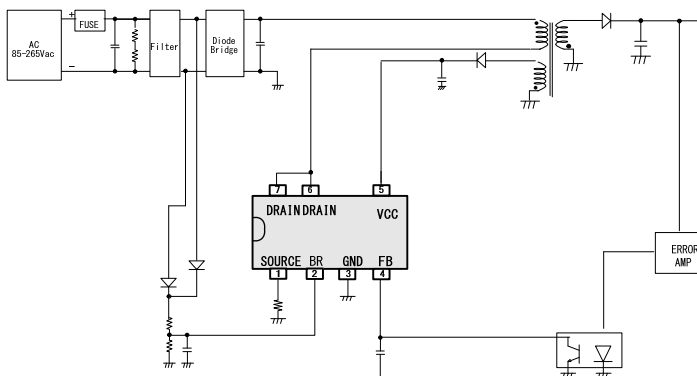 AC
85-265Vac
+
FUSE
−
Filter
Diode
Bridge
7
6
5
DRAIN DRAIN
VCC
SOURCE BR GND FB
1
2
3
4
ERROR
AMP